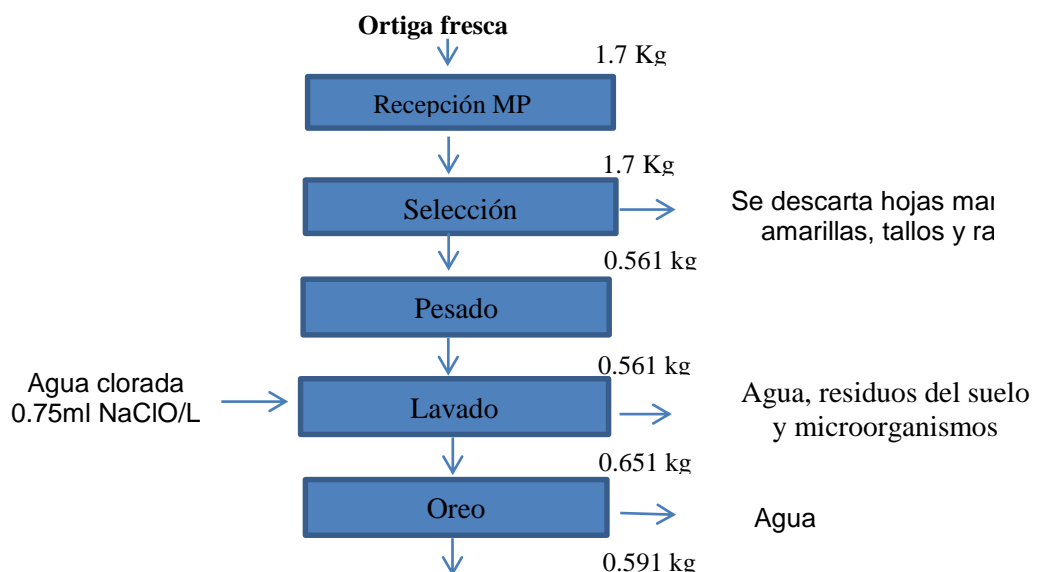 Ortiga fresca
1.7 Kg
Recepción MP
1.7 Kg
Selección
Se descarta hojas
amarillas, tallos y
0.561 kg
Pesado
0.561 kg
Agua clorada
0.75ml NaClO/L
Lavado
Agua, residuos del suelo
y microorganismos
0.651 kg
Oreo
Agua
0.591 kg